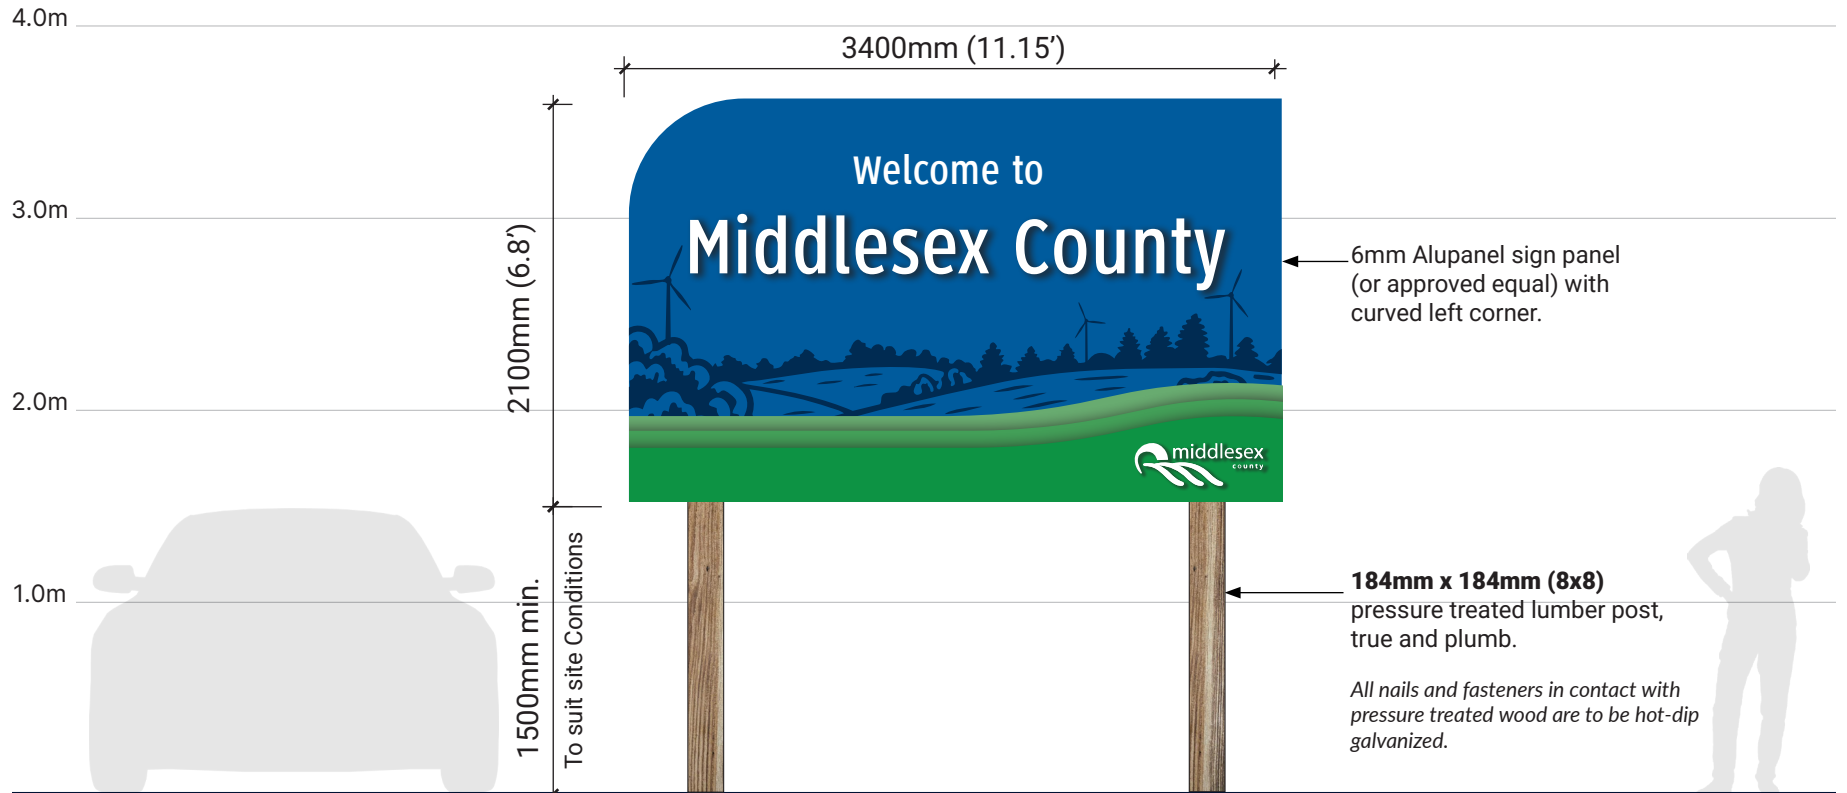 4.0m
3400mm (11.15’)
Welcome to
3.0m
Middlesex County
2100mm (6.8’)
6mm Alupanel sign panel
(or approved equal) with
curved left corner.
2.0m
middlesex
county
1.0m
1500mm min.
To suit site Conditions
184mm x 184mm (8x8)
pressure treated lumber post,
true and plumb.
All nails and fasteners in contact with
pressure treated wood are to be hot-dip
galvanized.